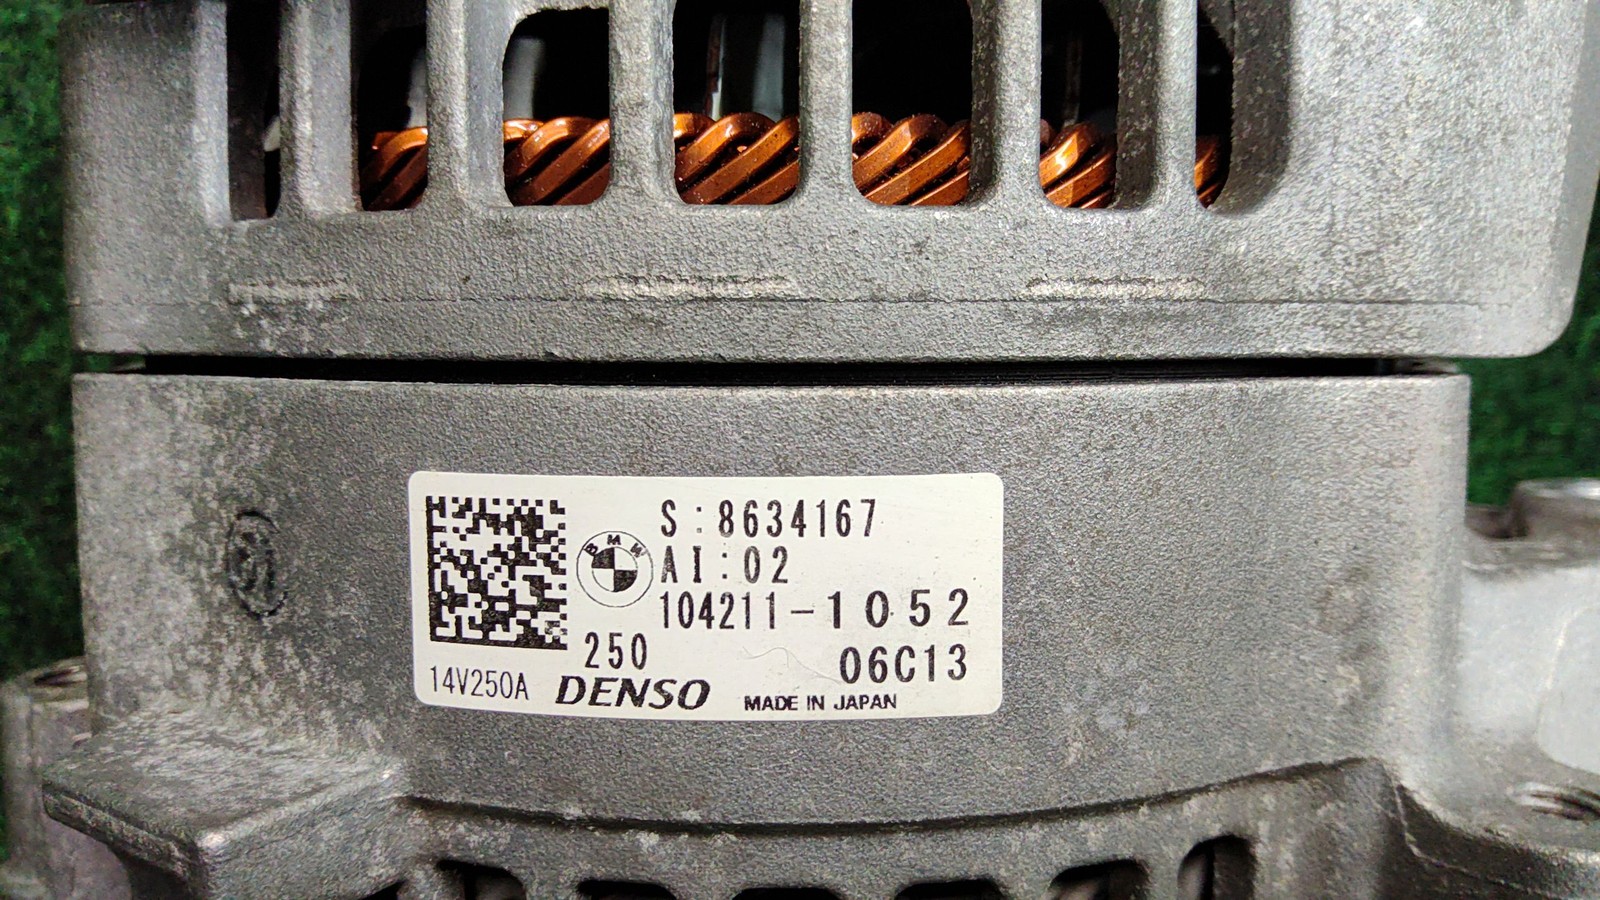 S:8634167
BMW
AI:02
104211-1052
250
06C13
14V250A
DENSO
MADE IN JAPAN